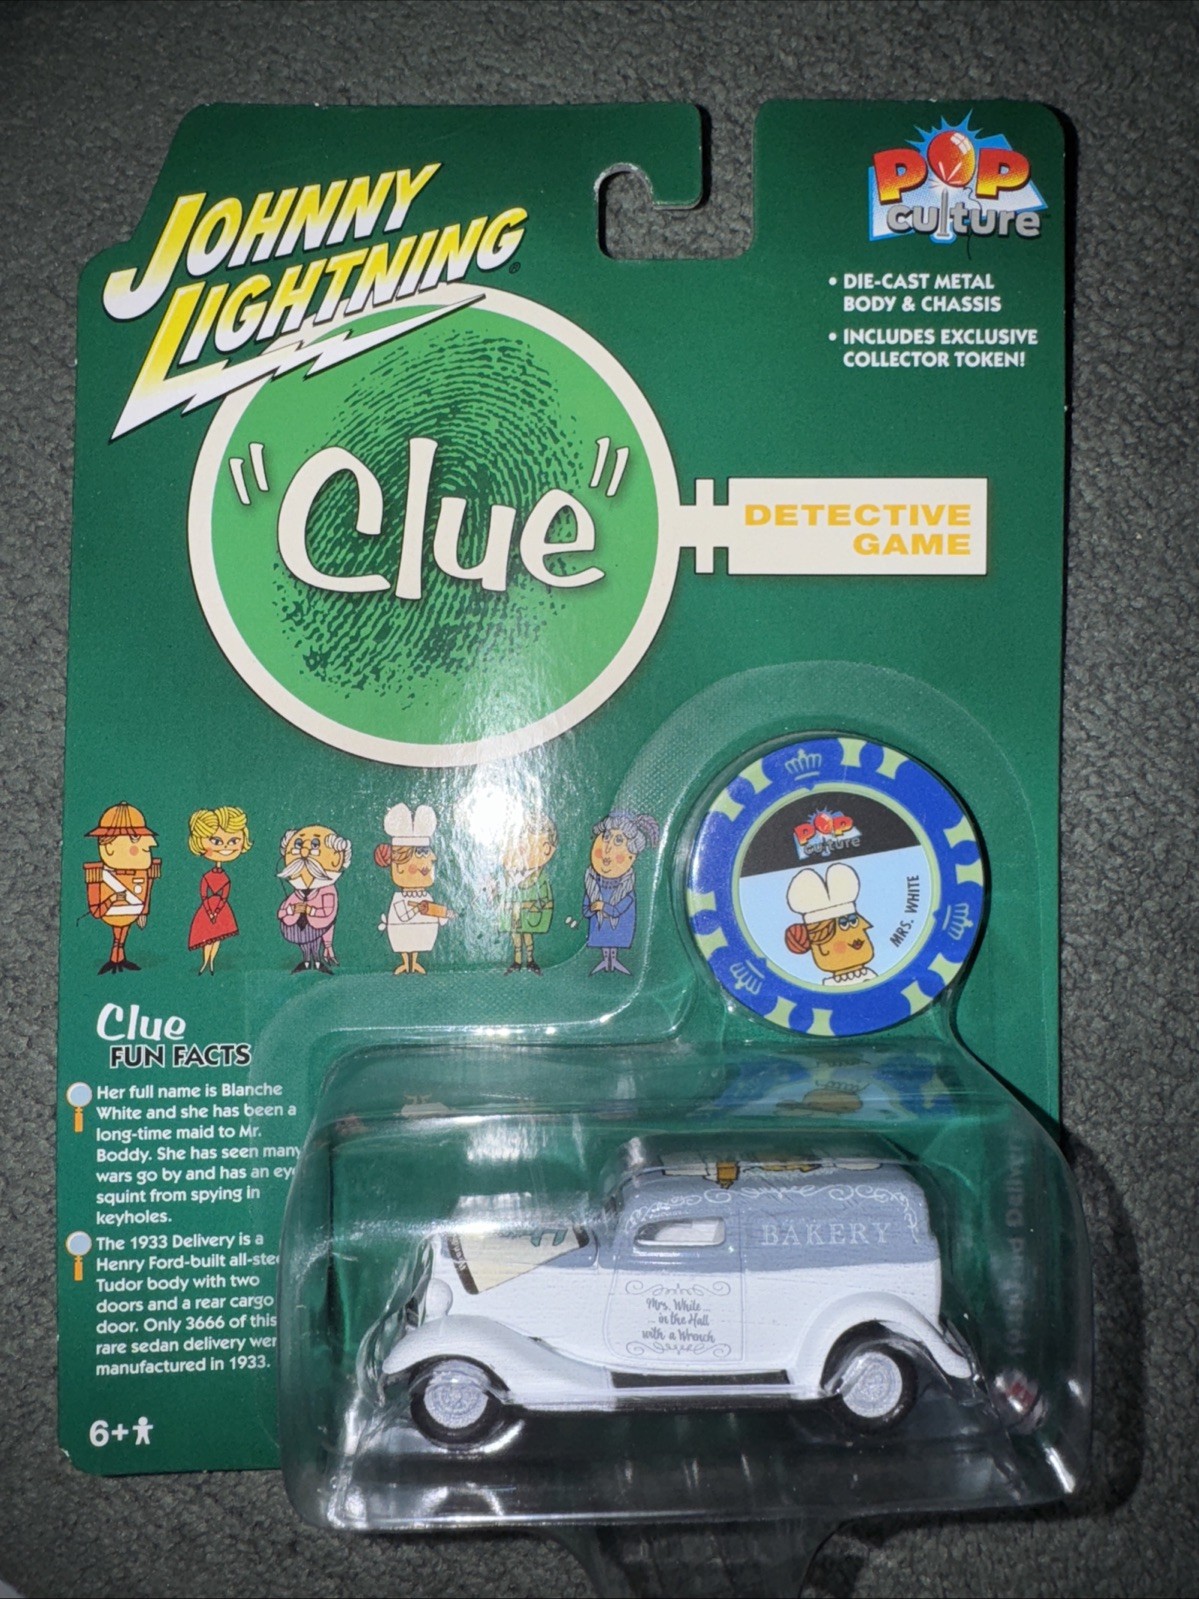 JOHNNY
LIGHTNING®
POP
culture
• DIE-CAST METAL
BODY & CHASSIS
• INCLUDES EXCLUSIVE
COLLECTOR TOKEN!
"Clue"
DETECTIVE
GAME
POP
culture
MRS. WHITE
Clue
FUN FACTS
Her full name is Blanche
White and she has been a
long-time maid to Mr.
Boddy. She has seen many
wars go by and has an eye
squint from spying in
keyholes.
The 1933 Delivery is a
Henry Ford-built all-stee
Tudor body with two
doors and a rear cargo
door. Only 3666 of this
rare sedan delivery wer
manufactured in 1933.
6+
BAKERY
Mrs. White...
...in the Hall
with a Wrench
Delivery